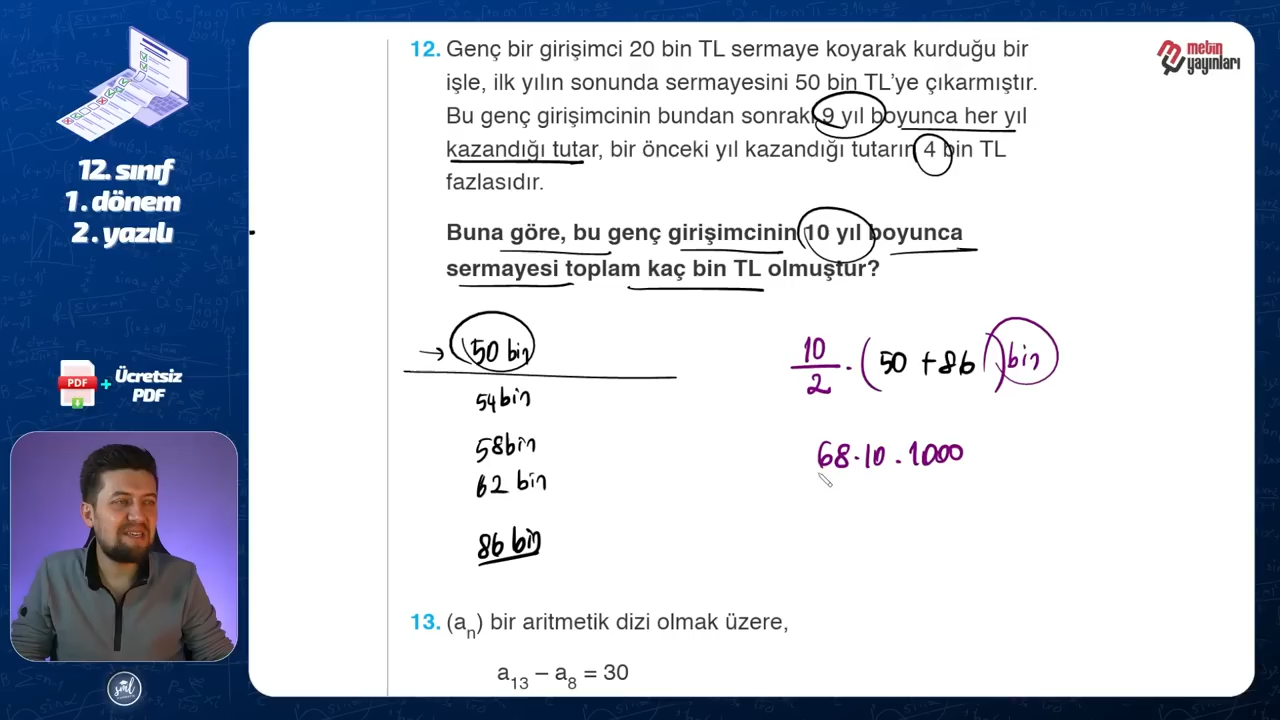 12. Genç bir girişimci 20 bin TL sermaye koyarak kurduğu bir
işle, ilk yılın sonunda sermayesini 50 bin TL'ye çıkarmıştır.
Bu genç girişimcinin bundan sonraki 9 yıl boyunca her yıl
kazandığı tutar, bir önceki yıl kazandığı tutarın 4 bin TL
fazlasıdır.
Buna göre, bu genç girişimcinin 10 yıl boyunca
sermayesi toplam kaç bin TL olmuştur?
→ 50 bin
54 bin
58 bin
62 bin
86 bin
10/2 · (50 + 86) bin
68 · 10 . 1000
13. (aₙ) bir aritmetik dizi olmak üzere,
a₁₃ – a₈ = 30
metin
yayınları
12. sınıf
1. dönem
2. yazılı
PDF
+ Ücretsiz
PDF
sml